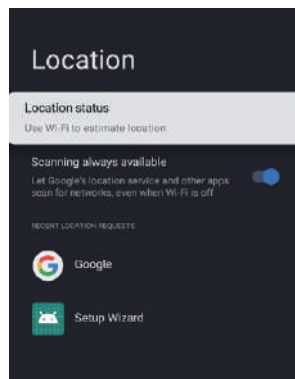 Location
Location status
Use Wi-Fi to estimate location
Scanning always available
Let Google's location service and other apps
scan for networks, even when Wi-Fi is off
RECENT LOCATION REQUESTS
Google
Setup Wizard